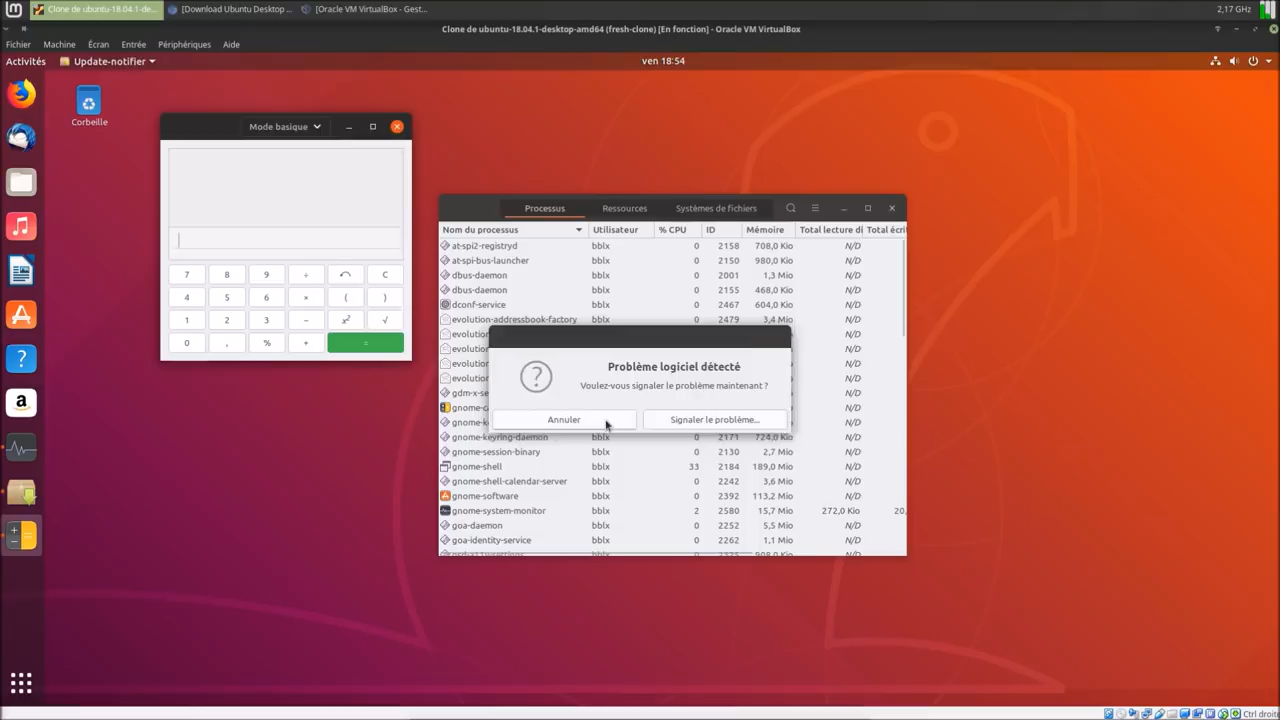 Clone de ubuntu-18.04.1-de...
[Download Ubuntu Desktop ...
[Oracle VM VirtualBox - Gest...
2,17 GHz
Clone de ubuntu-18.04.1-desktop-amd64 (fresh-clone) [En fonction] - Oracle VM VirtualBox
Fichier Machine Écran Entrée Périphériques Aide
Activités Update-notifier ven 18:54
Corbeille
Mode basique
7 8 9 ÷ C
4 5 6 × ( )
1 2 3 − x² √
0 , % + =
Processus Ressources Systèmes de fichiers
Nom du processus Utilisateur % CPU ID Mémoire Total lecture di Total écri
at-spi2-registryd bblx 0 2158 708,0 Kio N/D
at-spi-bus-launcher bblx 0 2150 980,0 Kio N/D
dbus-daemon bblx 0 2001 1,3 Mio N/D
dbus-daemon bblx 0 2155 468,0 Kio N/D
dconf-service bblx 0 2467 604,0 Kio N/D
evolution-addressbook-factory bblx 0 2479 3,4 Mio N/D
evolution N/D
evolution N/D
evolution N/D
evolution N/D
gdm-x-se N/D
gnome-ca N/D
gnome-k N/D
gnome-keyring-daemon bblx 0 2171 724,0 Kio N/D
gnome-session-binary bblx 0 2130 2,7 Mio N/D
gnome-shell bblx 33 2184 189,0 Mio N/D
gnome-shell-calendar-server bblx 0 2242 3,6 Mio N/D
gnome-software bblx 0 2392 113,2 Mio N/D
gnome-system-monitor bblx 2 2580 15,7 Mio 272,0 Kio 20,
goa-daemon bblx 0 2252 5,5 Mio N/D
goa-identity-service bblx 0 2262 1,1 Mio N/D
Problème logiciel détecté
Voulez-vous signaler le problème maintenant ?
Annuler Signaler le problème...
Ctrl droite